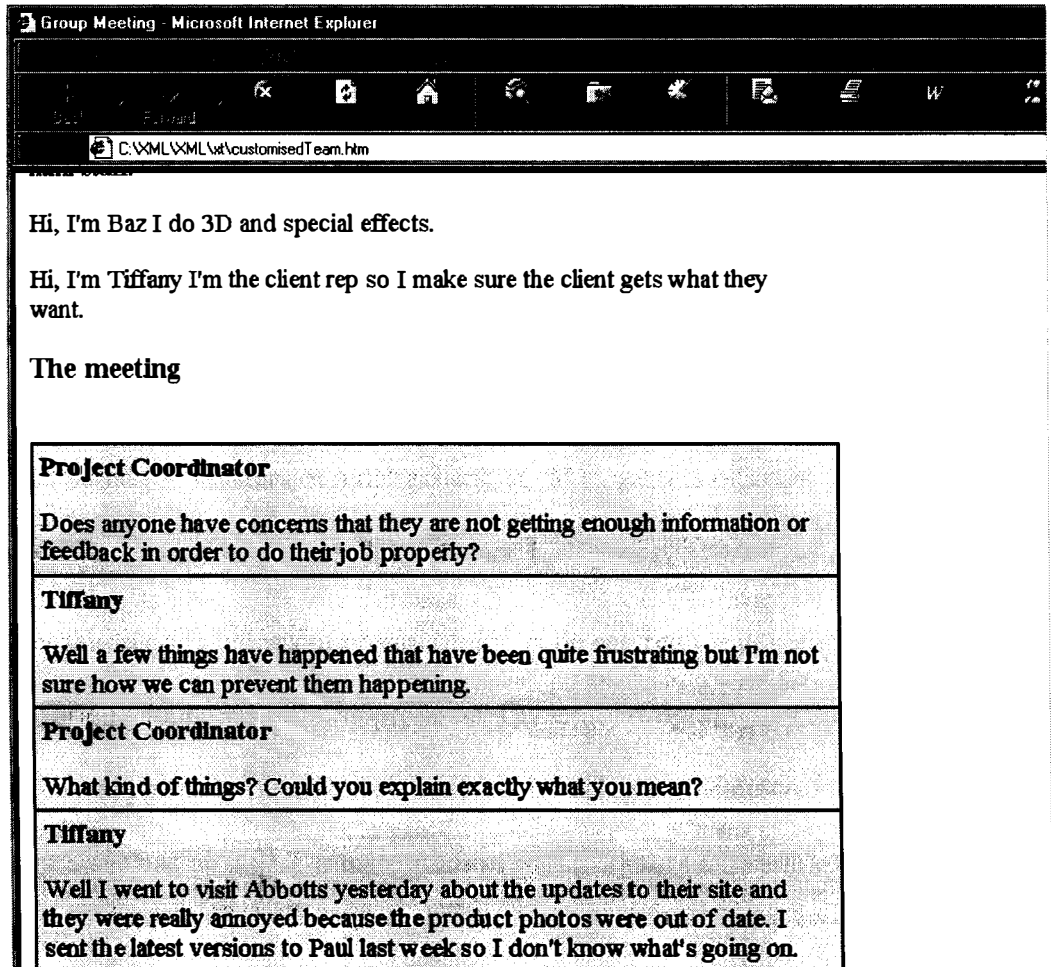 Group Meeting - Microsoft Internet Explorer
Forward
W
C:\XML\XML\xt\customisedTeam.htm
Hi, I'm Baz I do 3D and special effects.
Hi, I'm Tiffany I'm the client rep so I make sure the client gets what they
want.
The meeting
Project Coordinator
Does anyone have concerns that they are not getting enough information or
feedback in order to do their job properly?
Tiffany
Well a few things have happened that have been quite frustrating but I'm not
sure how we can prevent them happening.
Project Coordinator
What kind of things? Could you explain exactly what you mean?
Tiffany
Well I went to visit Abbotts yesterday about the updates to their site and
they were really annoyed because the product photos were out of date. I
sent the latest versions to Paul last week so I don't know what's going on.